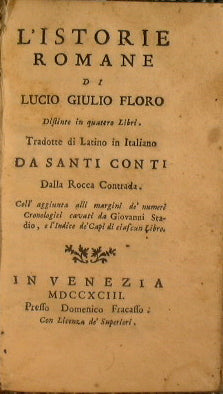 L'ISTORIE
ROMANE
DI
LUCIO GIULIO FLORO
Distinte in quatero Libri.
Tradotte di Latino in Italiano
DA SANTI CONTI
Dalla Rocca Contrada.
Coll' aggiunta alli margini de' numeri
Cronologici cavati da Giovanni Sta-
dio, e l'Indice de' Capi di ciascun Libro.
IN VENEZIA
MDCCXCIII.
Presso Domenico Fracasso.
Con Licenza de' Superiori.